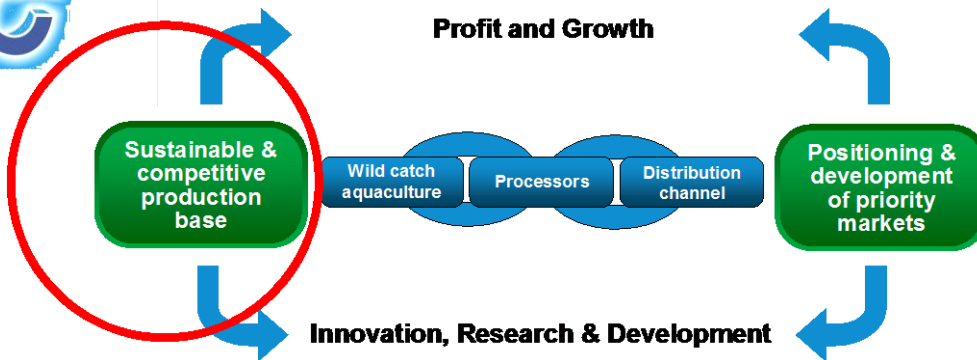 Profit and Growth
Sustainable &
competitive
production
base
Wild catch
aquaculture
Processors
Distribution
channel
Positioning &
development
of priority
markets
Innovation, Research & Development